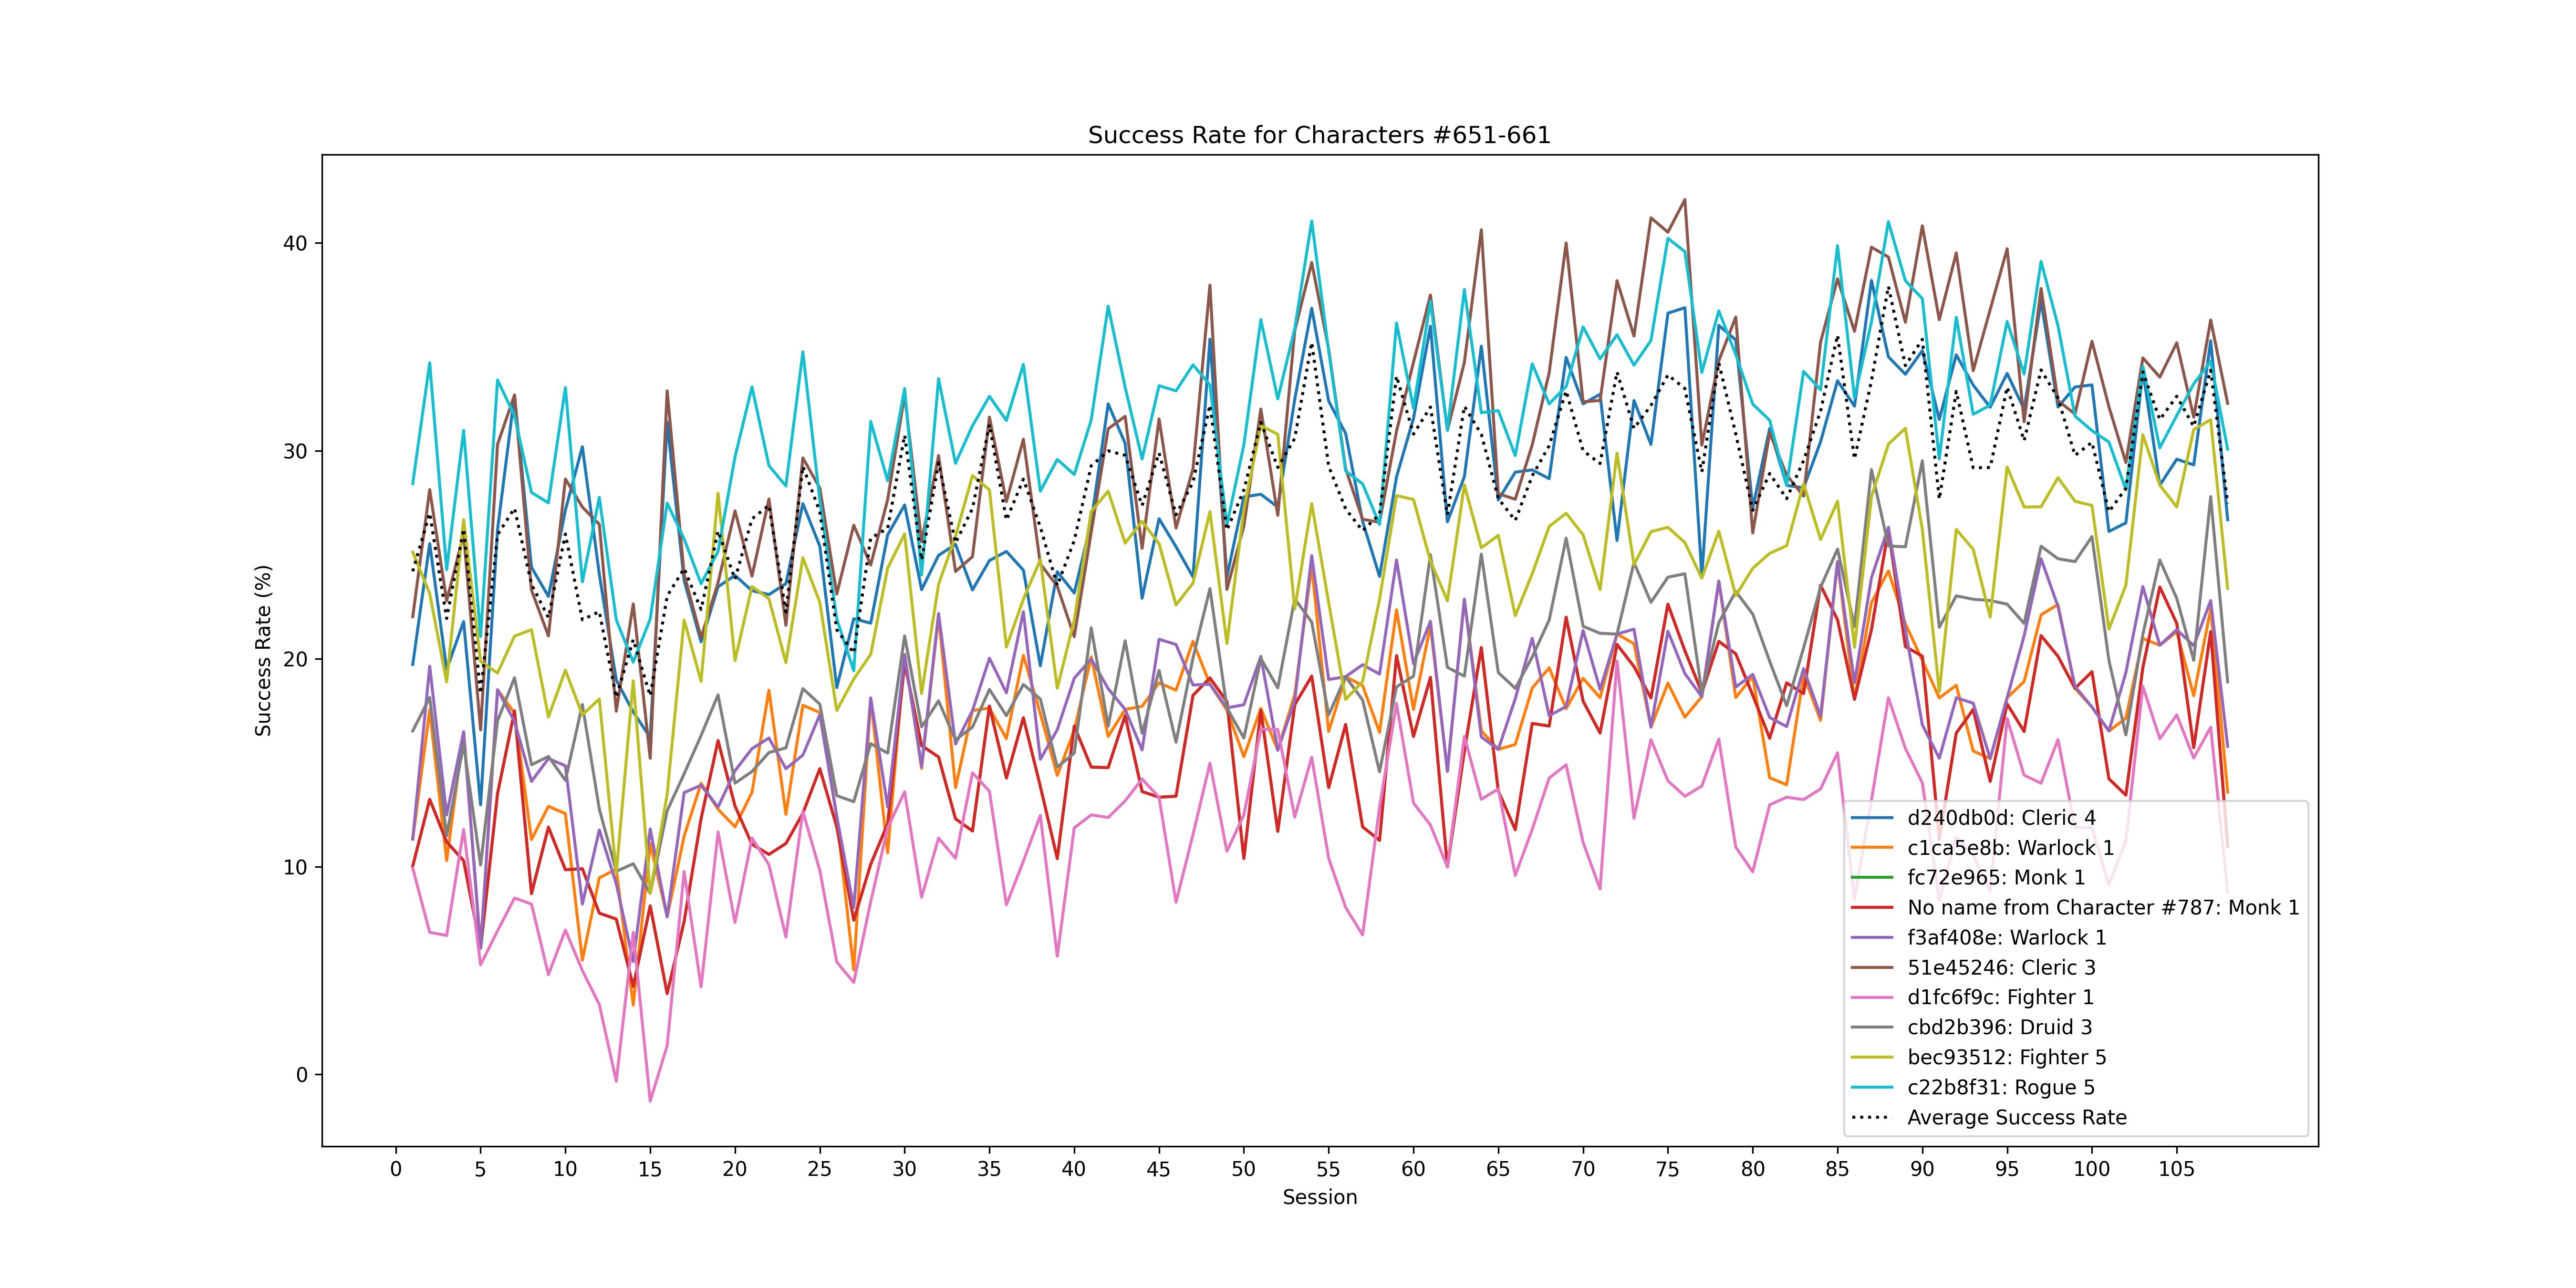 Success Rate for Characters #651-661
Success Rate (%)
40
30
20
10
0
d240db0d: Cleric 4
c1ca5e8b: Warlock 1
fc72e965: Monk 1
No name from Character #787: Monk 1
f3af408e: Warlock 1
51e45246: Cleric 3
d1fc6f9c: Fighter 1
cbd2b396: Druid 3
bec93512: Fighter 5
c22b8f31: Rogue 5
Average Success Rate
0 5 10 15 20 25 30 35 40 45 50 55 60 65 70 75 80 85 90 95 100 105
Session